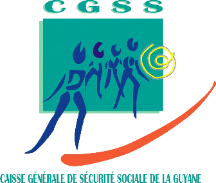 CGSS
CAISSE GÉNÉRALE DE SÉCURITÉ SOCIALE DE LA GUYANE